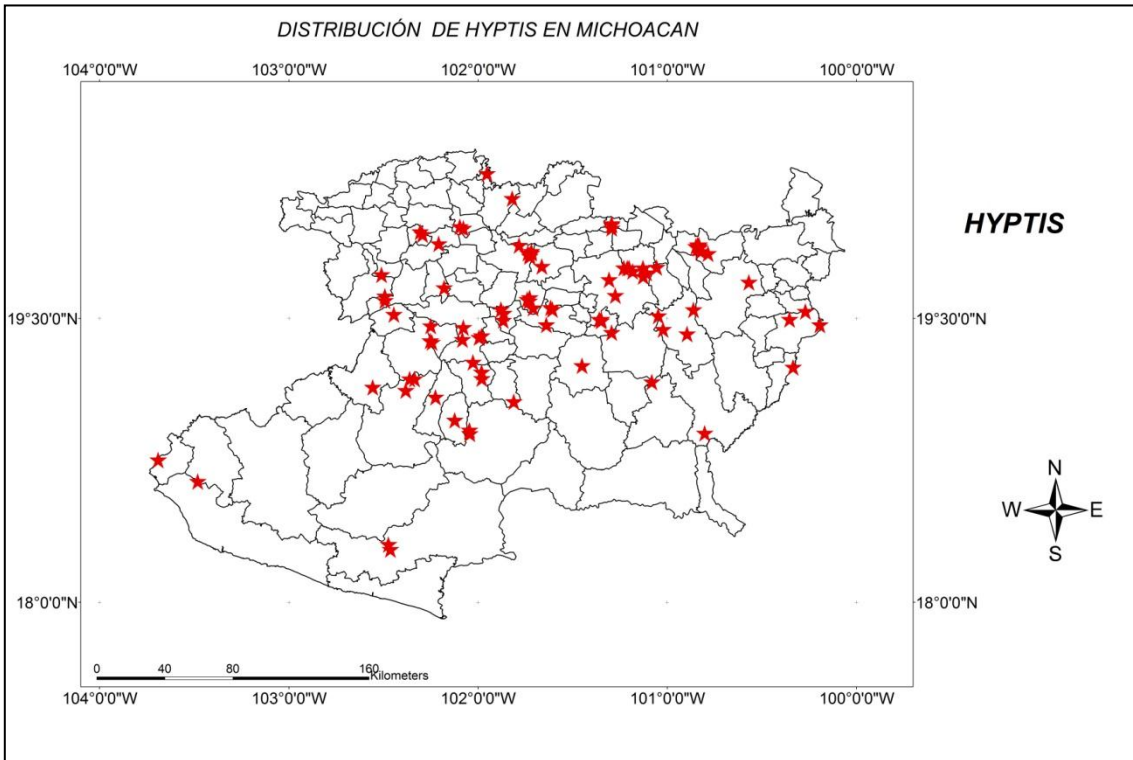 DISTRIBUCIÓN DE HYPTIS EN MICHOACAN
104°0'0"W 103°0'0"W 102°0'0"W 101°0'0"W 100°0'0"W
HYPTIS
19°30'0"N 19°30'0"N
N
W E
S
18°0'0"N 18°0'0"N
0 40 80 160
Kilometers
104°0'0"W 103°0'0"W 102°0'0"W 101°0'0"W 100°0'0"W